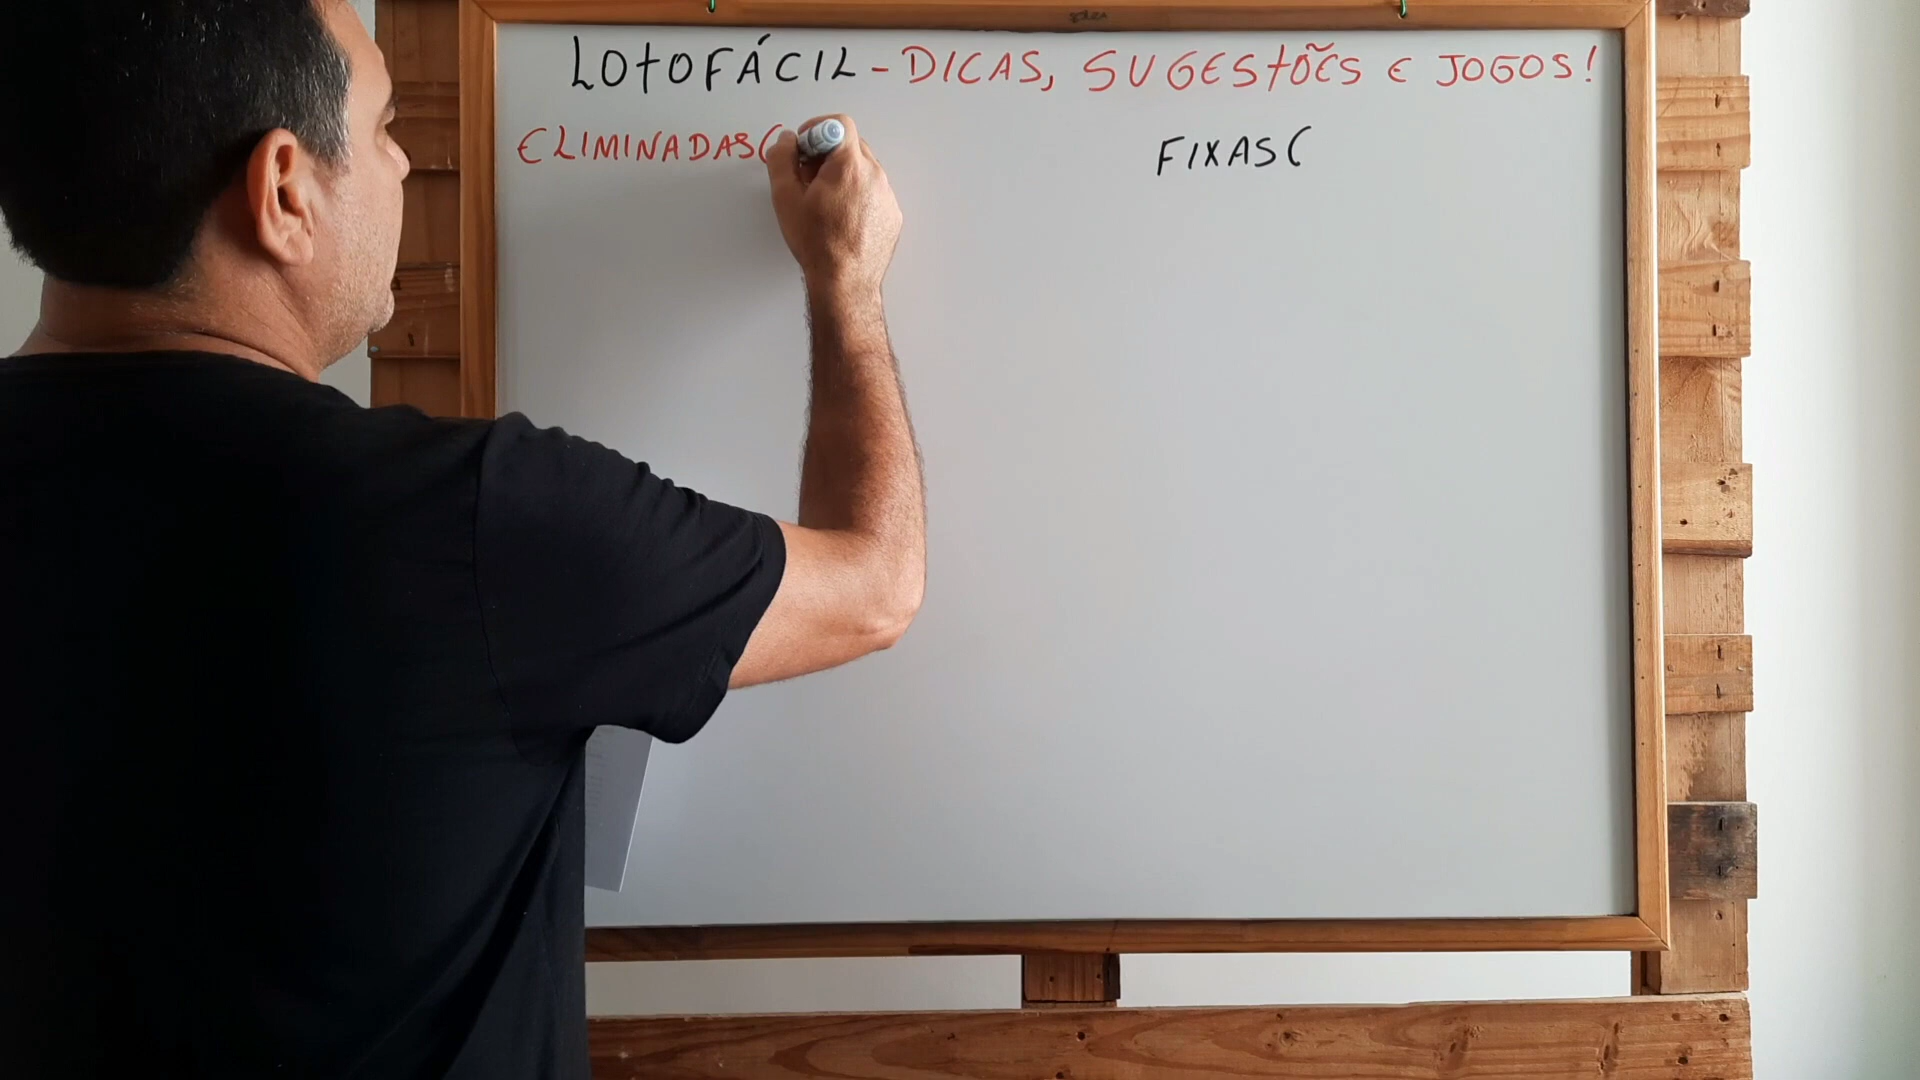 LOTOFÁCIL - DICAS, SUGESTÕES E JOGOS!
ELIMINADAS(
FIXAS (